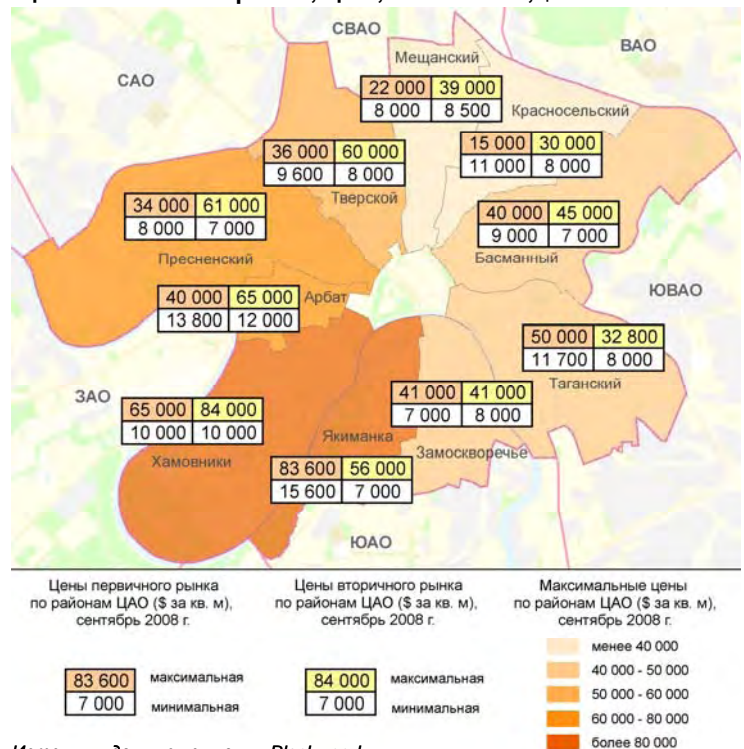 СВАО
ВАО
САО
Мещанский
22 000 39 000
8 000 8 500
Красносельский
15 000 30 000
11 000 8 000
36 000 60 000
9 600 8 000
Тверской
34 000 61 000
8 000 7 000
Пресненский
40 000 45 000
9 000 7 000
Басманный
ЮВАО
40 000 65 000
13 800 12 000
Арбат
50 000 32 800
11 700 8 000
Таганский
ЗАО
65 000 84 000
10 000 10 000
Хамовники
41 000 41 000
7 000 8 000
Якиманка
Замоскворечье
83 600 56 000
15 600 7 000
ЮАО
Цены первичного рынка
по районам ЦАО ($ за кв. м),
сентябрь 2008 г.
83 600 максимальная
7 000 минимальная
Цены вторичного рынка
по районам ЦАО ($ за кв. м),
сентябрь 2008 г.
84 000 максимальная
7 000 минимальная
Максимальные цены
по районам ЦАО ($ за кв. м),
сентябрь 2008 г.
менее 40 000
40 000 - 50 000
50 000 - 60 000
60 000 - 80 000
более 80 000